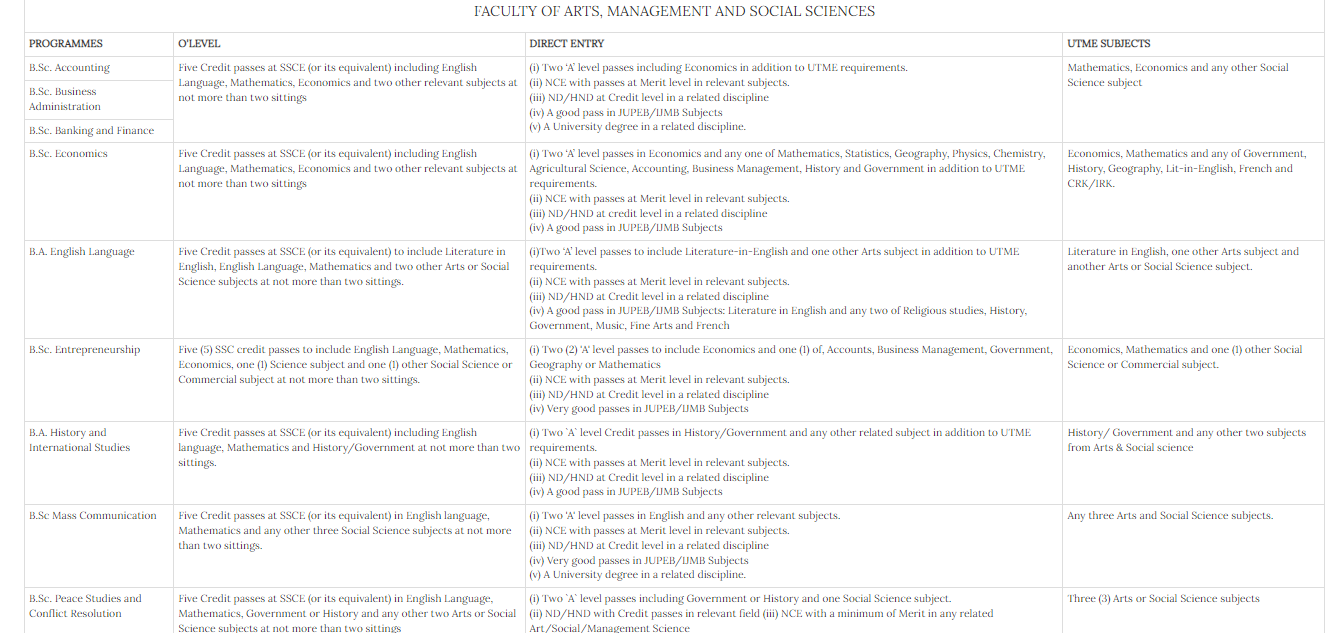 FACULTY OF ARTS, MANAGEMENT AND SOCIAL SCIENCES
PROGRAMMES
O'LEVEL
DIRECT ENTRY
UTME SUBJECTS
B.Sc. Accounting
B.Sc. Business
Administration
B.Sc. Banking and Finance
Five Credit passes at SSCE (or its equivalent) including English
Language, Mathematics, Economics and two other relevant subjects at
not more than two sittings
(i) Two 'A' level passes including Economics in addition to UTME requirements.
(ii) NCE with passes at Merit level in relevant subjects.
(iii) ND/HND at Credit level in a related discipline
(iv) A good pass in JUPEB/IJMB Subjects
(v) A University degree in a related discipline.
Mathematics, Economics and any other Social
Science subject
B.Sc. Economics
Five Credit passes at SSCE (or its equivalent) including English
Language, Mathematics, Economics and two other relevant subjects at
not more than two sittings
(i) Two 'A' level passes in Economics and any one of Mathematics, Statistics, Geography, Physics, Chemistry,
Agricultural Science, Accounting, Business Management, History and Government in addition to UTME
requirements.
(ii) NCE with passes at Merit level in relevant subjects.
(iii) ND/HND at credit level in a related discipline
(iv) A good pass in JUPEB/IJMB Subjects
Economics, Mathematics and any of Government,
History, Geography, Lit-in-English, French and
CRK/IRK.
B.A. English Language
Five Credit passes at SSCE (or its equivalent) to include Literature in
English, English Language, Mathematics and two other Arts or Social
Science subjects at not more than two sittings.
(i)Two 'A' level passes to include Literature-in-English and one other Arts subject in addition to UTME
requirements.
(ii) NCE with passes at Merit level in relevant subjects.
(iii) ND/HND at Credit level in a related discipline
(iv) A good pass in JUPEB/IJMB Subjects: Literature in English and any two of Religious studies, History,
Government, Music, Fine Arts and French
Literature in English, one other Arts subject and
another Arts or Social Science subject.
B.Sc. Entrepreneurship
Five (5) SSC credit passes to include English Language, Mathematics,
Economics, one (1) Science subject and one (1) other Social Science or
Commercial subject at not more than two sittings.
(i) Two (2) 'A' level passes to include Economics and one (1) of, Accounts, Business Management, Government,
Geography or Mathematics
(ii) NCE with passes at Merit level in relevant subjects.
(iii) ND/HND at Credit level in a related discipline
(iv) Very good passes in JUPEB/IJMB Subjects
Economics, Mathematics and one (1) other Social
Science or Commercial subject.
B.A. History and
International Studies
Five Credit passes at SSCE (or its equivalent) including English
language, Mathematics and History/Government at not more than two
sittings.
(i) Two `A` level Credit passes in History/Government and any other related subject in addition to UTME
requirements.
(ii) NCE with passes at Merit level in relevant subjects.
(iii) ND/HND at Credit level in a related discipline
(iv) A good pass in JUPEB/IJMB Subjects
History/ Government and any other two subjects
from Arts & Social science
B.Sc Mass Communication
Five Credit passes at SSCE (or its equivalent) in English language,
Mathematics and any other three Social Science subjects at not more
than two sittings.
(i) Two 'A' level passes in English and any other relevant subjects.
(ii) NCE with passes at Merit level in relevant subjects.
(iii) ND/HND at Credit level in a related discipline
(iv) Very good passes in JUPEB/IJMB Subjects
(v) A University degree in a related discipline.
Any three Arts and Social Science subjects.
B.Sc. Peace Studies and
Conflict Resolution
Five Credit passes at SSCE (or its equivalent) in English Language,
Mathematics, Government or History and any other two Arts or Social
Science subjects at not more than two sittings
(i) Two `A` level passes including Government or History and one Social Science subject.
(ii) ND/HND with Credit passes in relevant field (iii) NCE with a minimum of Merit in any related
Art/Social/Management Science
Three (3) Arts or Social Science subjects